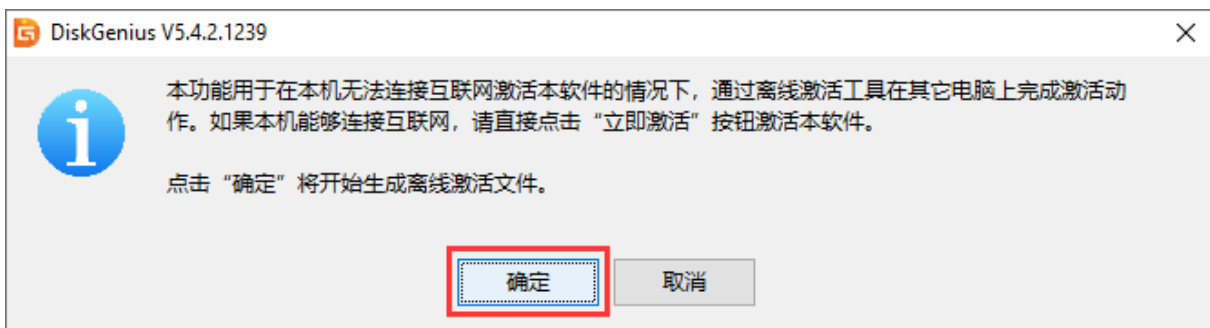 DiskGenius V5.4.2.1239
本功能用于在本机无法连接互联网激活本软件的情况下，通过离线激活工具在其它电脑上完成激活动
作。如果本机能够连接互联网，请直接点击“立即激活”按钮激活本软件。
点击“确定”将开始生成离线激活文件。
确定
取消